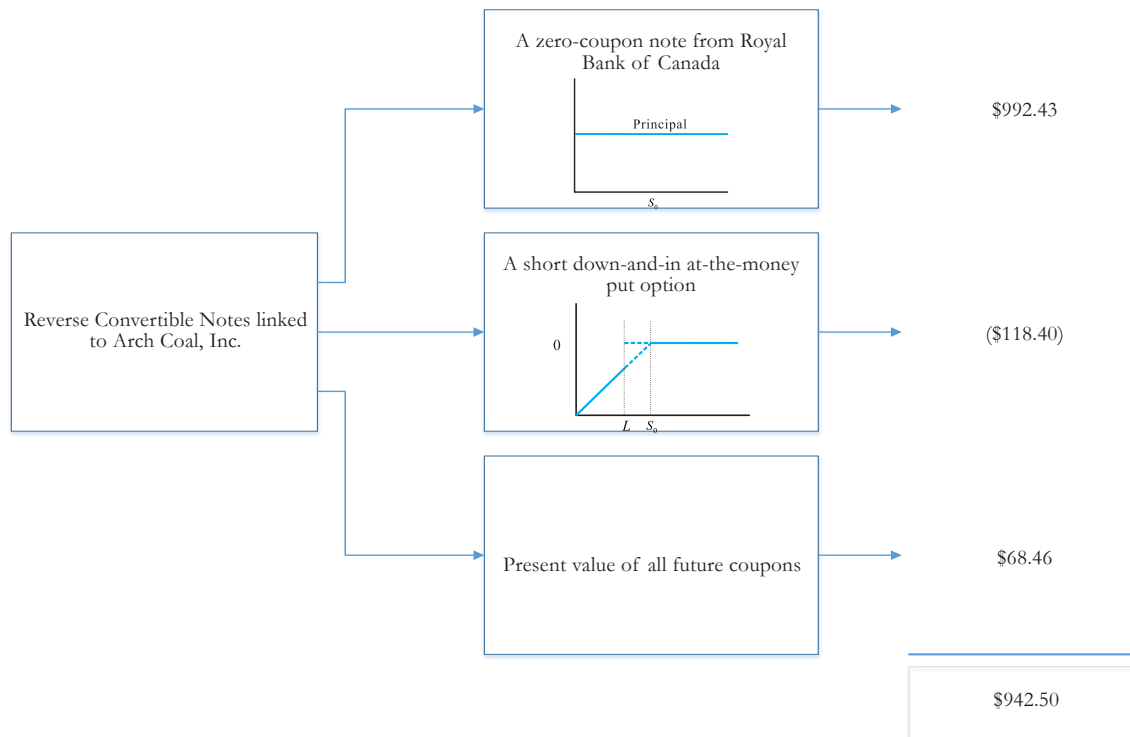 A zero-coupon note from Royal
Bank of Canada
Principal
S₀
$992.43
Reverse Convertible Notes linked
to Arch Coal, Inc.
A short down-and-in at-the-money
put option
0
L S₀
($118.40)
Present value of all future coupons
$68.46
$942.50